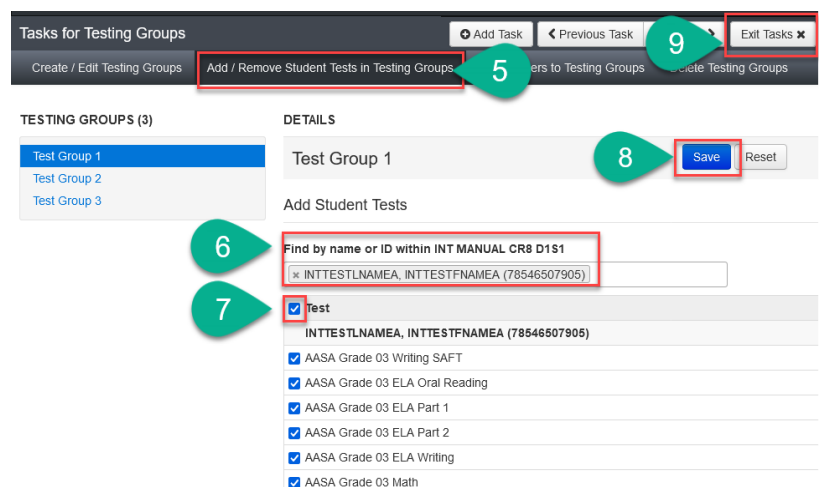 Tasks for Testing Groups
Add Task
Previous Task
9
Exit Tasks ✖
Create / Edit Testing Groups
Add / Remove Student Tests in Testing Groups
5
to Testing Groups
Testing Groups
TESTING GROUPS (3)
DETAILS
Test Group 1
Test Group 2
Test Group 3
Test Group 1
8
Save
Reset
Add Student Tests
6
Find by name or ID within INT MANUAL CR8 D1S1
× INTTESTLNAMEA, INTTESTFNAMEA (78546507905)
7
Test
INTTESTLNAMEA, INTTESTFNAMEA (78546507905)
AASA Grade 03 Writing SAFT
AASA Grade 03 ELA Oral Reading
AASA Grade 03 ELA Part 1
AASA Grade 03 ELA Part 2
AASA Grade 03 ELA Writing
AASA Grade 03 Math